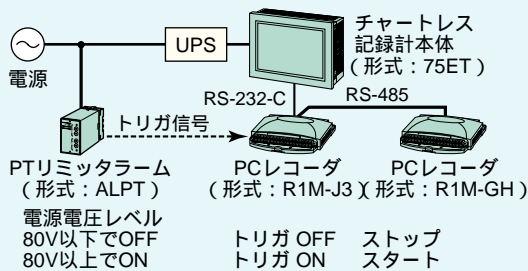 UPS
電源
チャートレス
記録計本体
(形式:75ET)
RS-232-C
RS-485
トリガ信号
PTリミッタラーム
(形式:ALPT)
PCレコーダ
(形式:R1M-J3)
PCレコーダ
(形式:R1M-GH)
電源電圧レベル
80V以下でOFF トリガ OFF ストップ
80V以上でON トリガ ON スタート